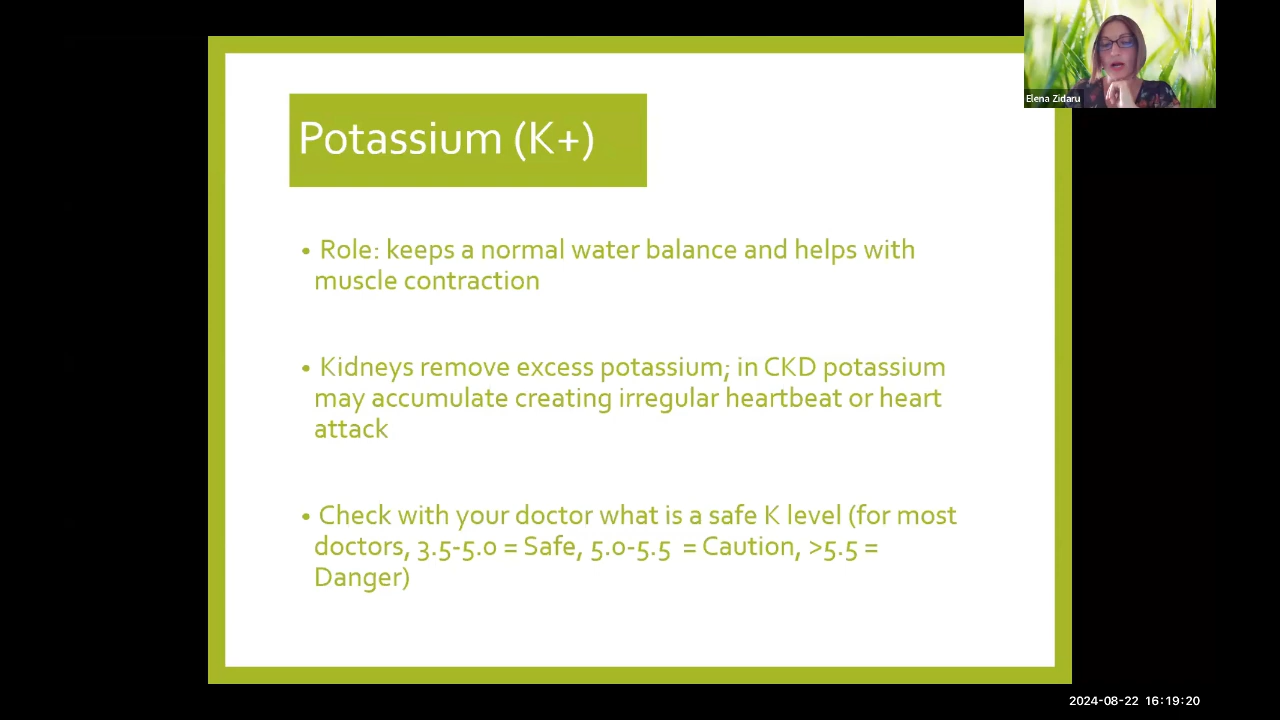 Elena Zidaru
Potassium (K+)
• Role: keeps a normal water balance and helps with
muscle contraction
• Kidneys remove excess potassium; in CKD potassium
may accumulate creating irregular heartbeat or heart
attack
• Check with your doctor what is a safe K level (for most
doctors, 3.5-5.0 = Safe, 5.0-5.5  = Caution, >5.5 =
Danger)
2024-08-22 16:19:20